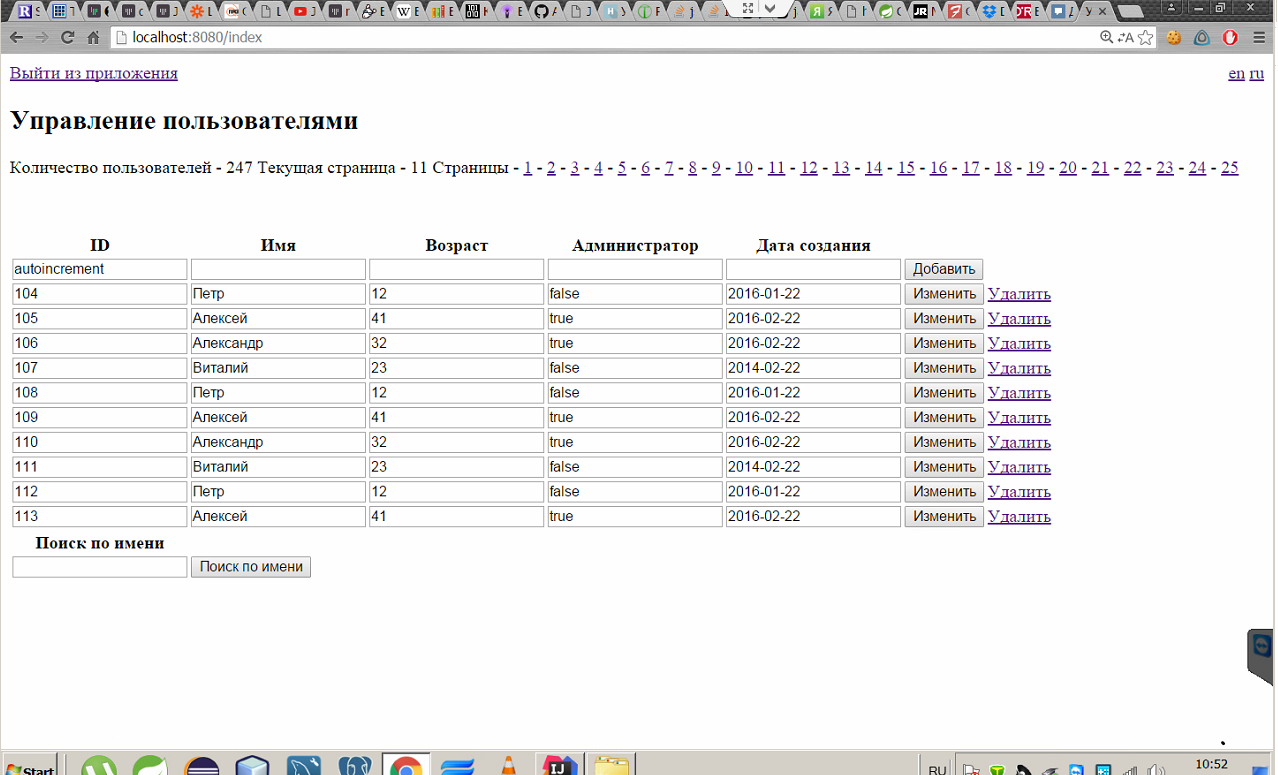 localhost:8080/index
Выйти из приложения en ru
Управление пользователями
Количество пользователей - 247 Текущая страница - 11 Страницы - 1 - 2 - 3 - 4 - 5 - 6 - 7 - 8 - 9 - 10 - 11 - 12 - 13 - 14 - 15 - 16 - 17 - 18 - 19 - 20 - 21 - 22 - 23 - 24 - 25
ID Имя Возраст Администратор Дата создания
autoincrement Добавить
104 Петр 12 false 2016-01-22 Изменить Удалить
105 Алексей 41 true 2016-02-22 Изменить Удалить
106 Александр 32 true 2016-02-22 Изменить Удалить
107 Виталий 23 false 2014-02-22 Изменить Удалить
108 Петр 12 false 2016-01-22 Изменить Удалить
109 Алексей 41 true 2016-02-22 Изменить Удалить
110 Александр 32 true 2016-02-22 Изменить Удалить
111 Виталий 23 false 2014-02-22 Изменить Удалить
112 Петр 12 false 2016-01-22 Изменить Удалить
113 Алексей 41 true 2016-02-22 Изменить Удалить
Поиск по имени
Поиск по имени
Start RU 10:52